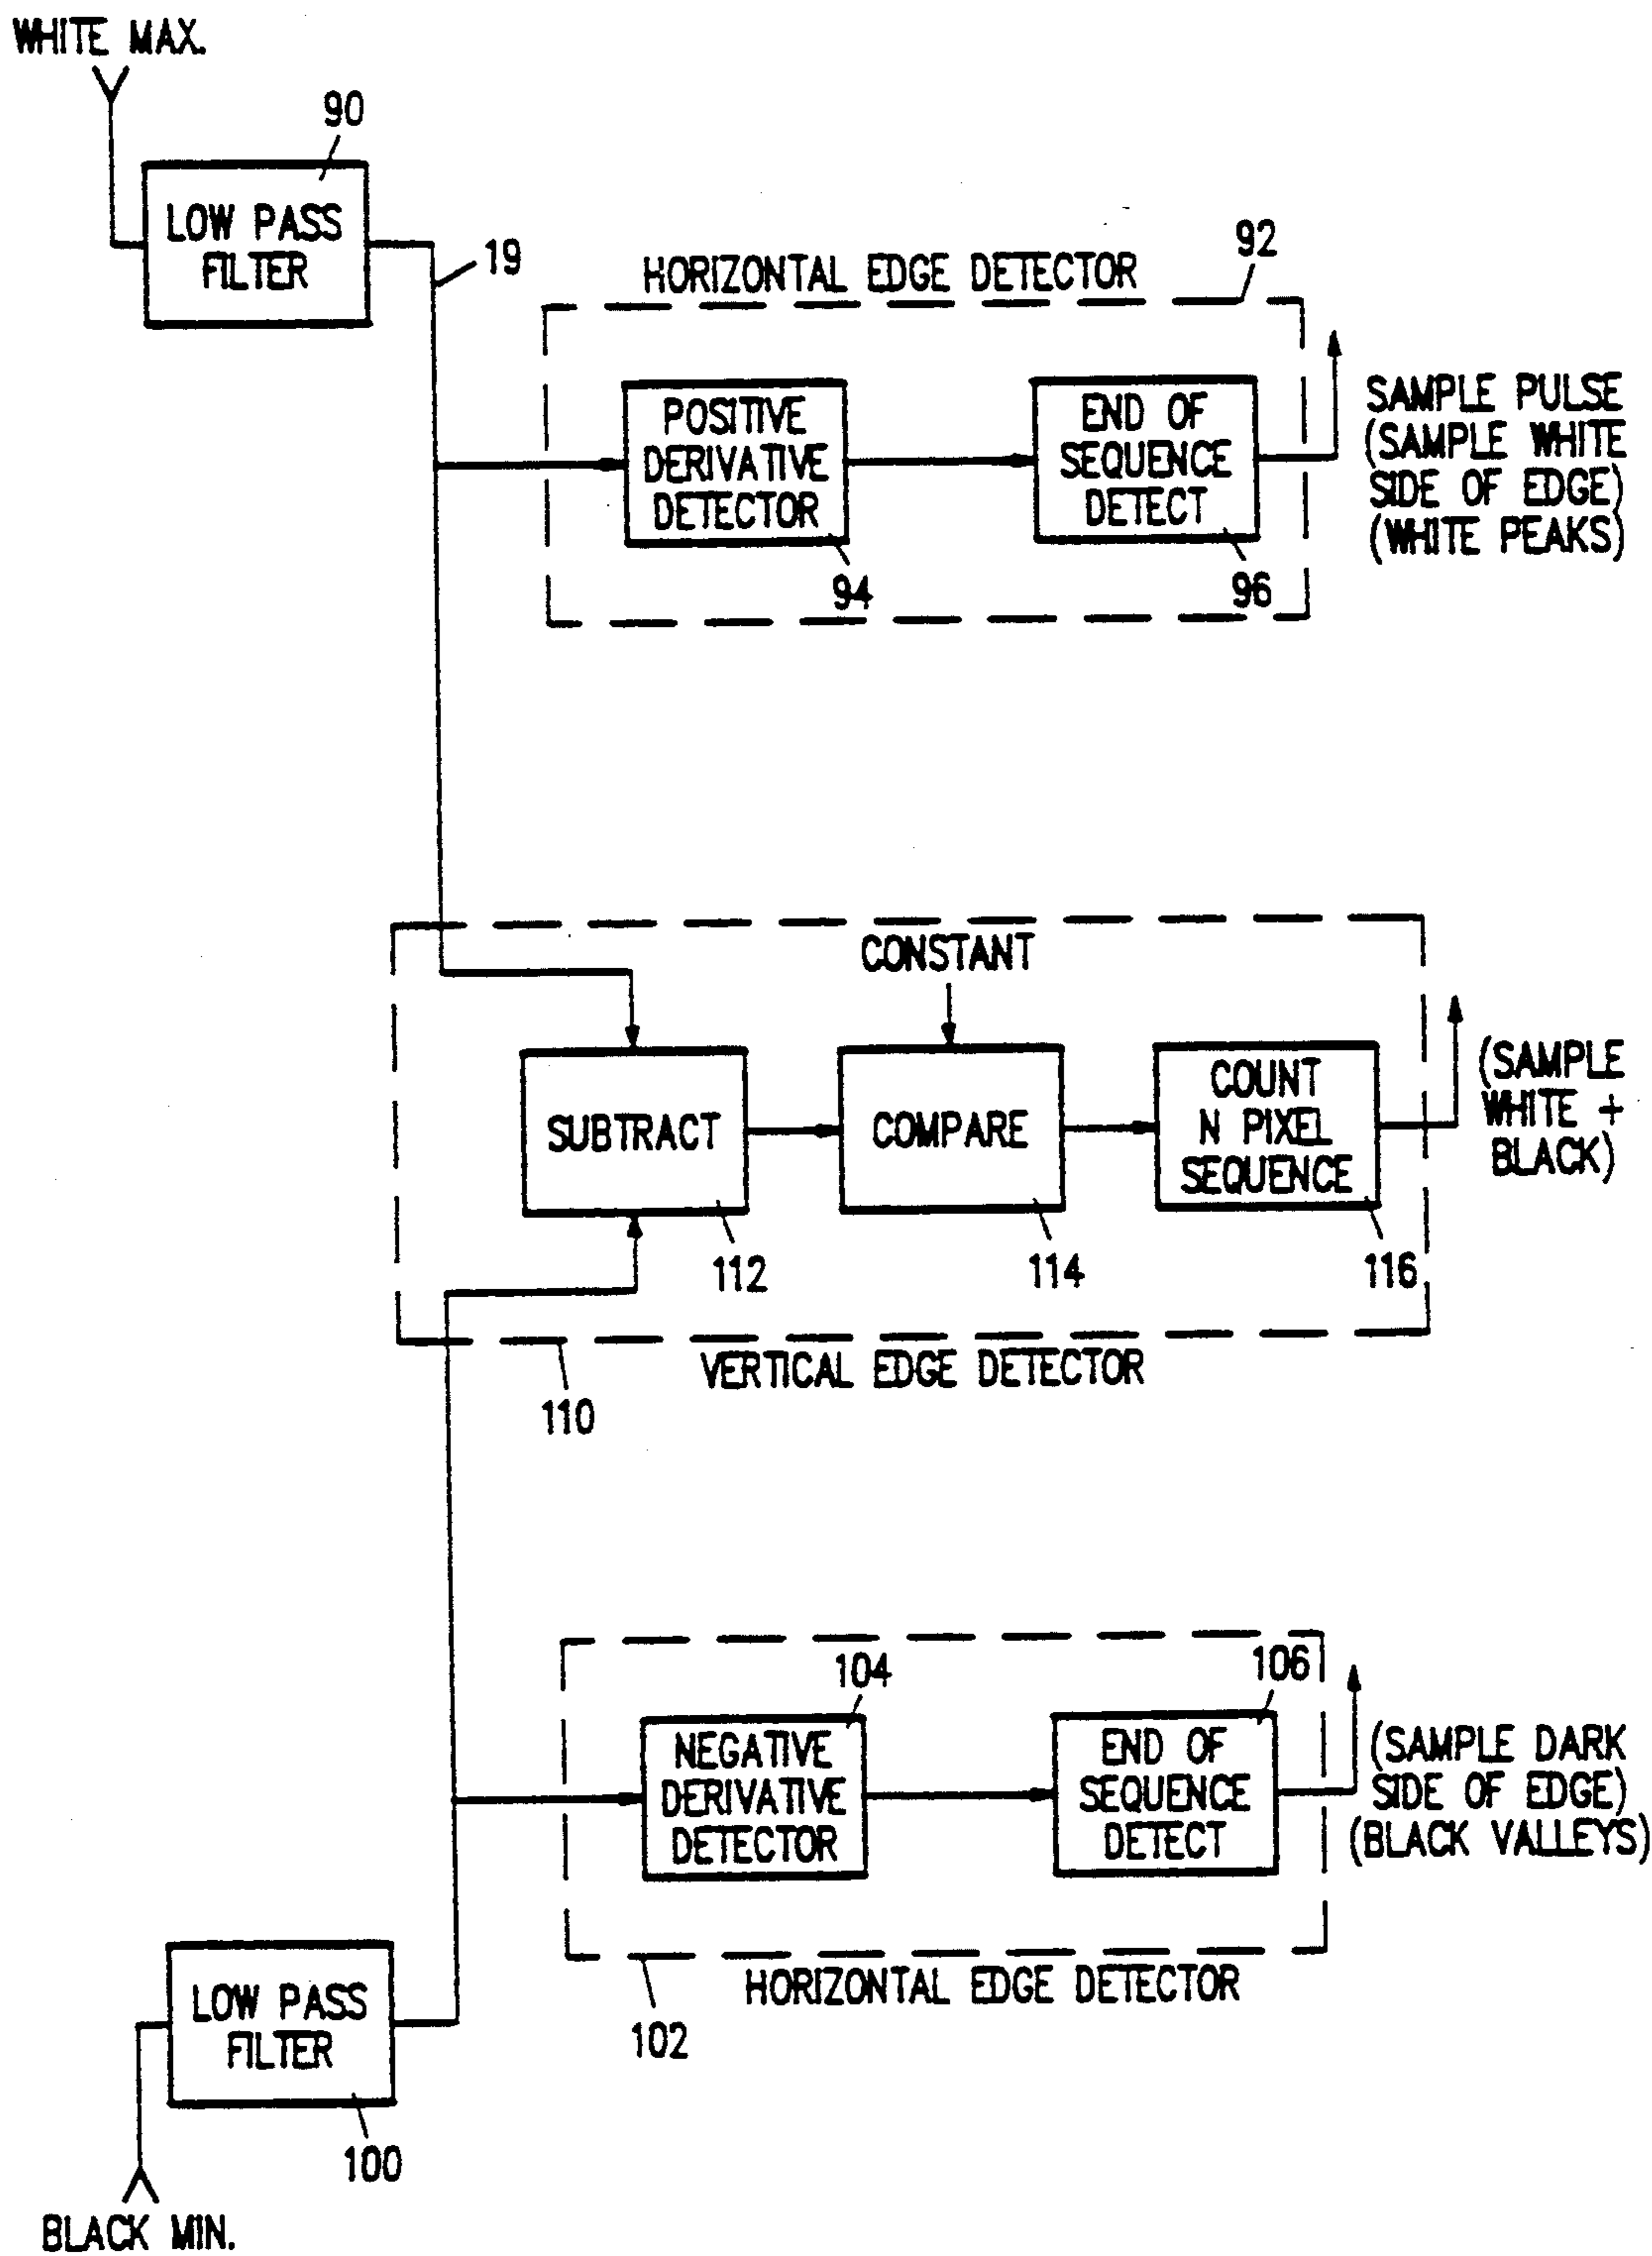 WHITE MAX.
90
LOW PASS
FILTER
19
HORIZONTAL EDGE DETECTOR
92
POSITIVE
DERIVATIVE
DETECTOR
94
END OF
SEQUENCE
DETECT
96
SAMPLE PULSE
(SAMPLE WHITE
SIDE OF EDGE)
(WHITE PEAKS)
CONSTANT
SUBTRACT
112
COMPARE
114
COUNT
N PIXEL
SEQUENCE
116
(SAMPLE
WHITE +
BLACK)
VERTICAL EDGE DETECTOR
110
104
NEGATIVE
DERIVATIVE
DETECTOR
106
END OF
SEQUENCE
DETECT
(SAMPLE DARK
SIDE OF EDGE)
(BLACK VALLEYS)
HORIZONTAL EDGE DETECTOR
102
LOW PASS
FILTER
100
BLACK MIN.